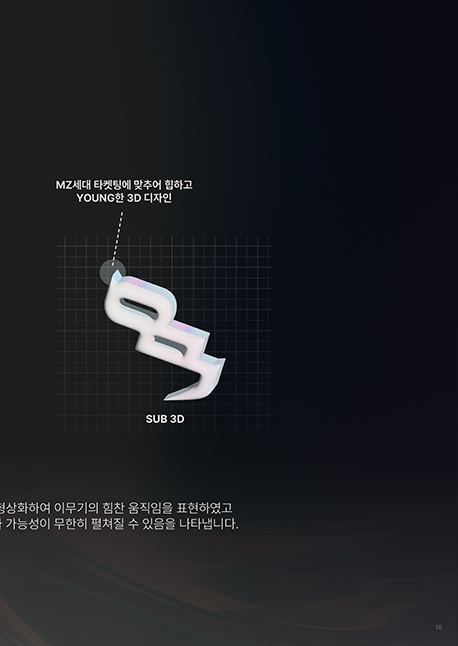 MZ세대 타켓팅에 맞추어 힙하고
YOUNG한 3D 디자인
SUB 3D
형상화하여 이무기의 힘찬 움직임을 표현하였고
가능성이 무한히 펼쳐질 수 있음을 나타냅니다.
16